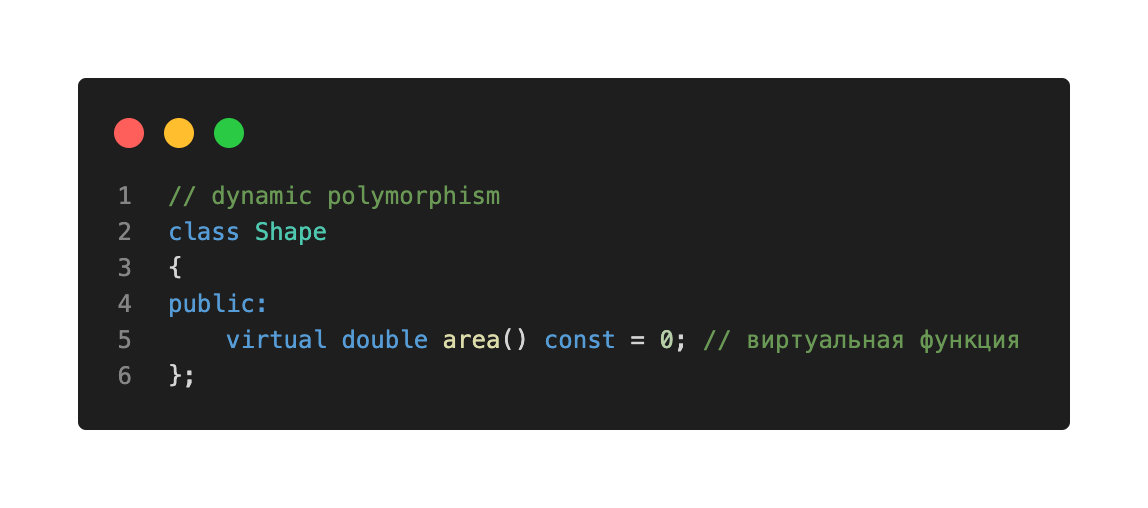 1 // dynamic polymorphism
2 class Shape
3 {
4 public:
5     virtual double area() const = 0; // виртуальная функция
6 };